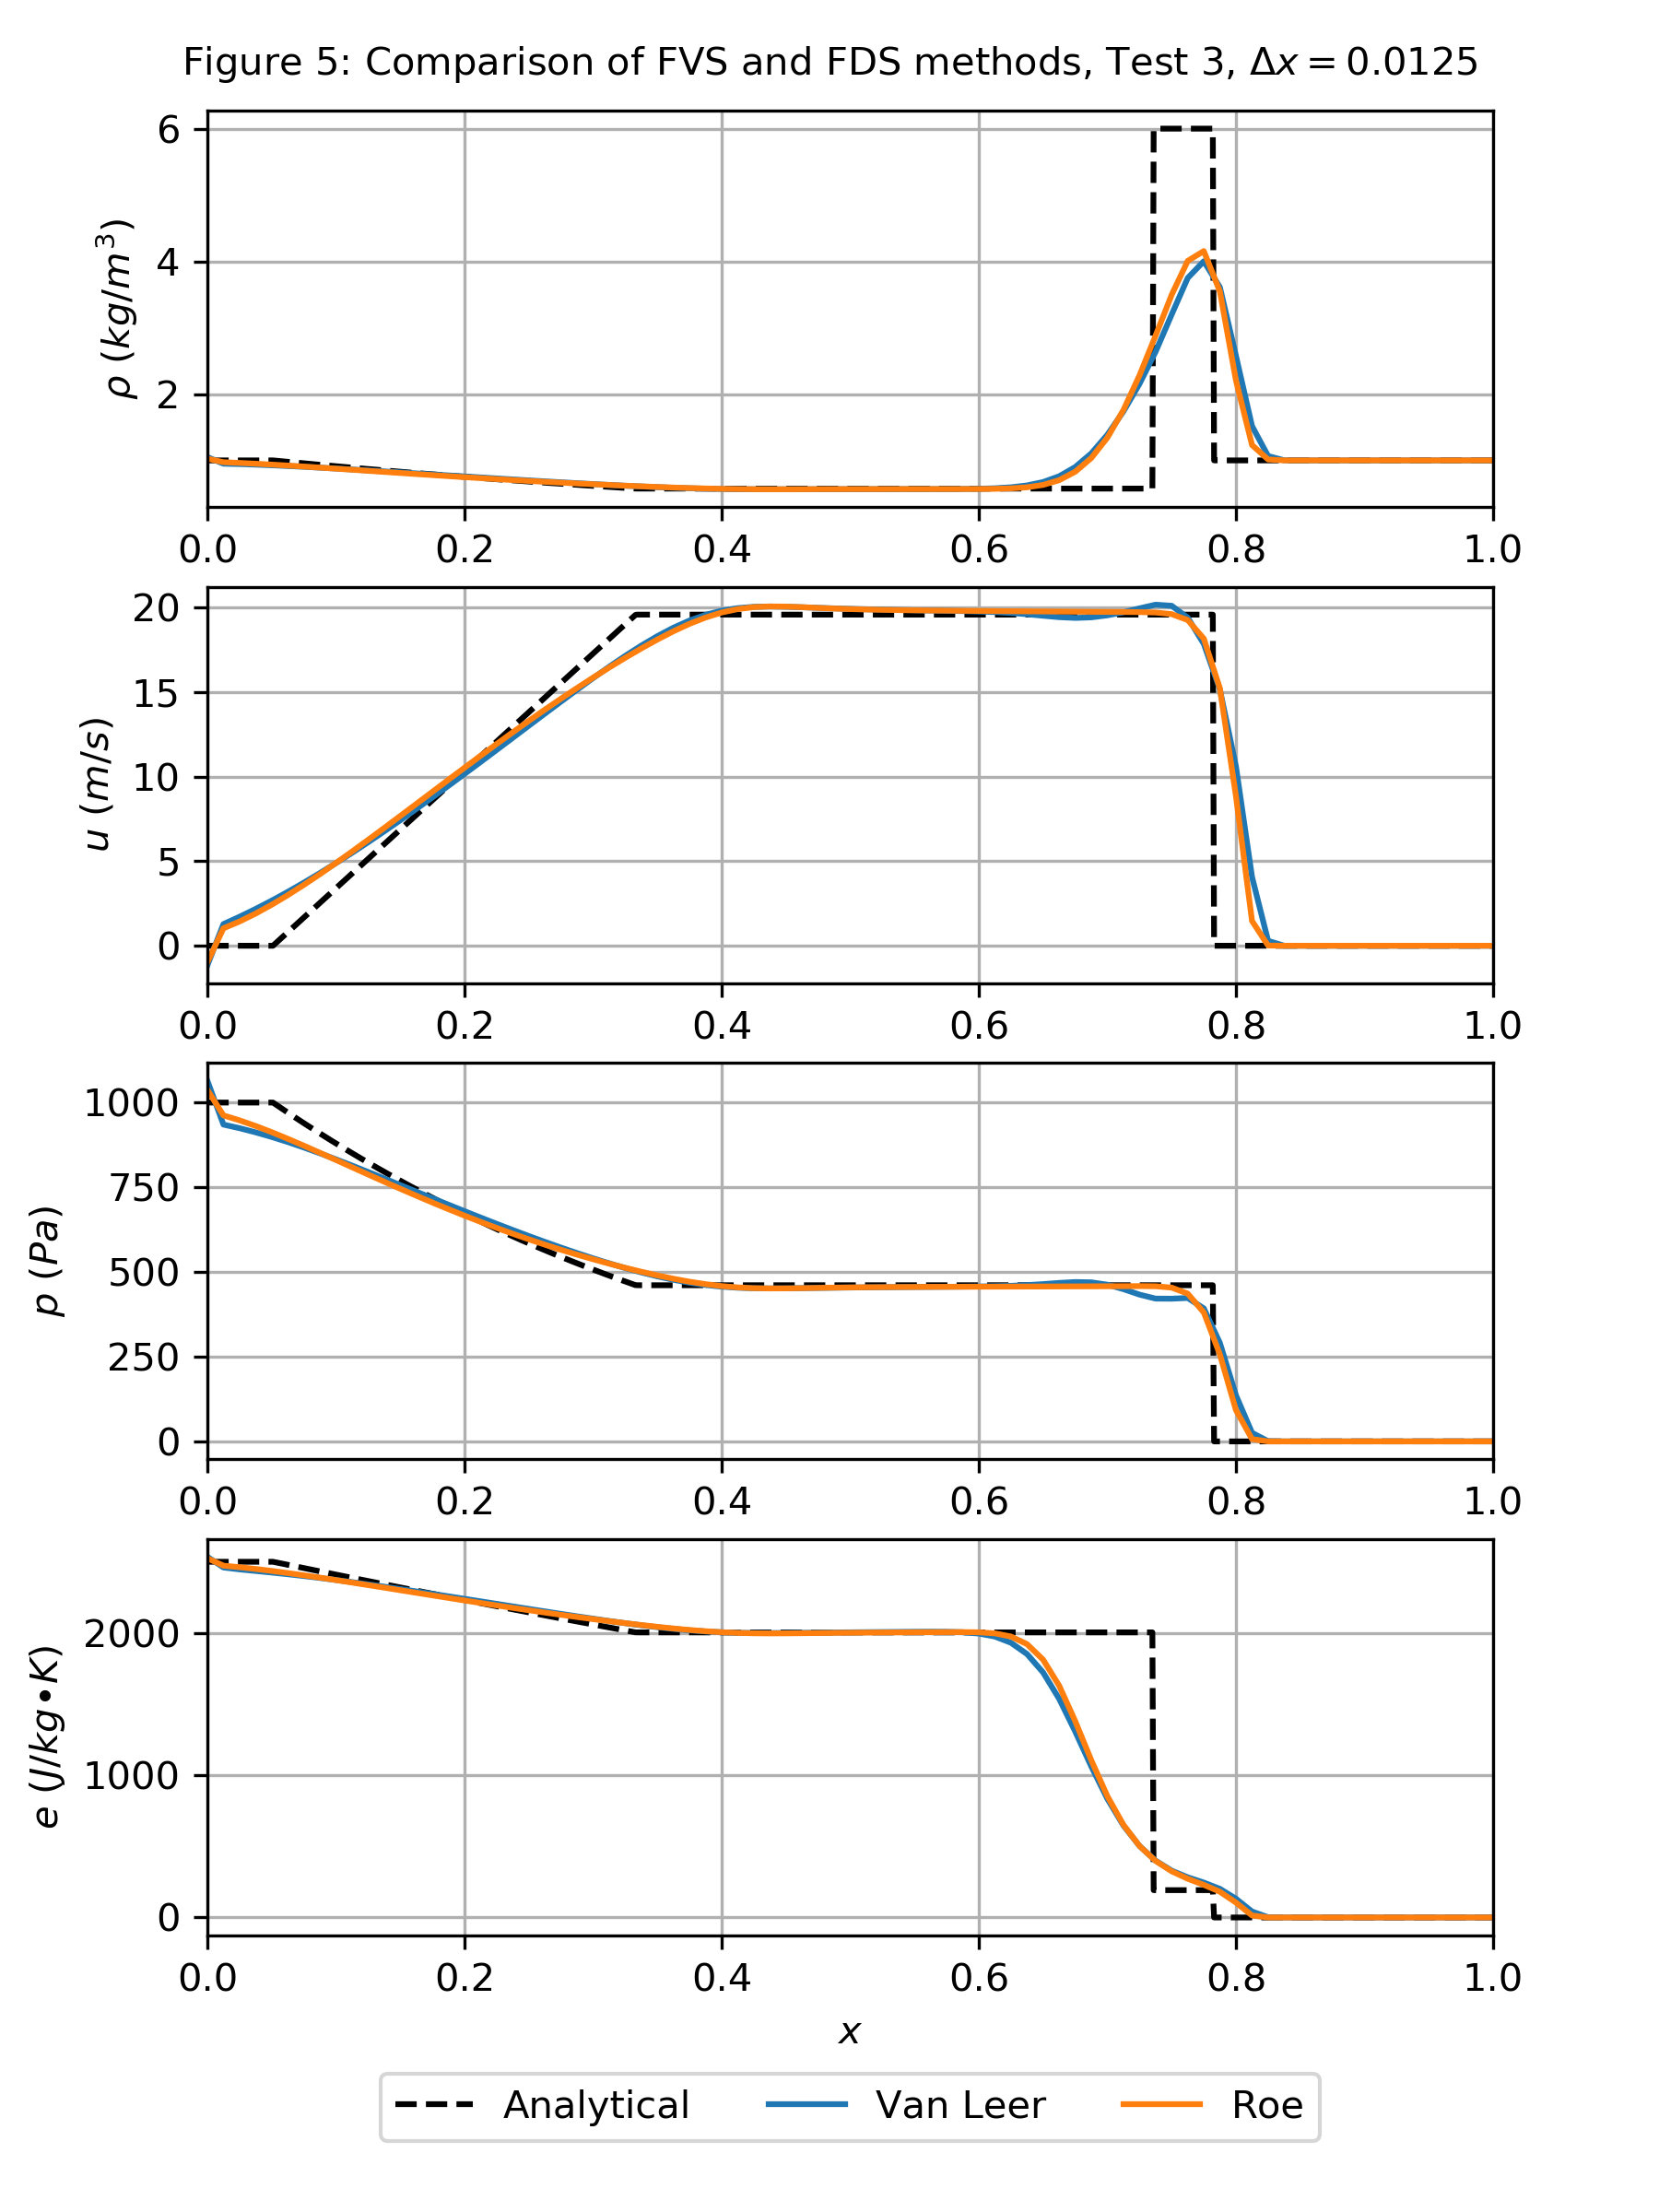 Figure 5: Comparison of FVS and FDS methods, Test 3, Δx = 0.0125
ρ (kg/m³)
6
4
2
0.0 0.2 0.4 0.6 0.8 1.0
u (m/s)
20
15
10
5
0
0.0 0.2 0.4 0.6 0.8 1.0
p (Pa)
1000
750
500
250
0
0.0 0.2 0.4 0.6 0.8 1.0
e (J/kg•K)
2000
1000
0
0.0 0.2 0.4 0.6 0.8 1.0
x
Analytical Van Leer Roe